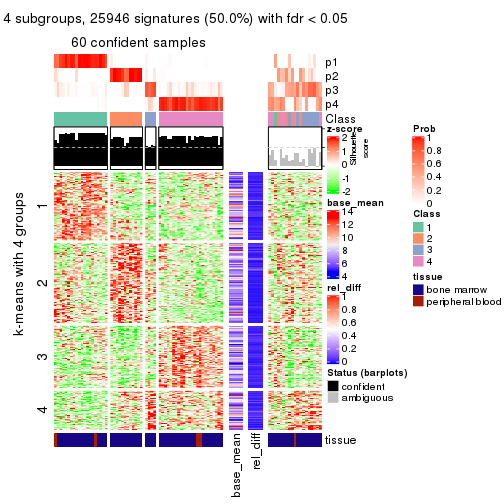 4 subgroups, 25946 signatures (50.0%) with fdr < 0.05
60 confident samples
p1
p2
p3
p4
Class
Silhouette score
k-means with 4 groups
1
2
3
4
tissue
base_mean
rel_diff
z-score
2
1
0
-1
-2
base_mean
14
12
10
8
6
4
rel_diff
1
0.8
0.6
0.4
0.2
0
Status (barplots)
confident
ambiguous
Prob
1
0.8
0.6
0.4
0.2
0
Class
1
2
3
4
tissue
bone marrow
peripheral blood